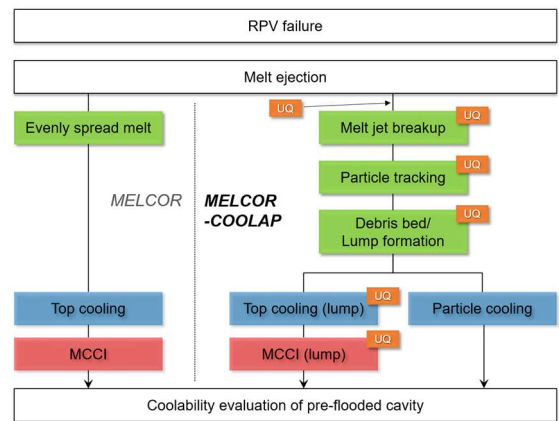 RPV failure
Melt ejection
UQ
Evenly spread melt
Melt jet breakup
UQ
Particle tracking
UQ
MELCOR
MELCOR
-COOLAP
Debris bed/
Lump formation
UQ
Top cooling
Top cooling (lump)
UQ
Particle cooling
MCCI
MCCI (lump)
UQ
Coolability evaluation of pre-flooded cavity